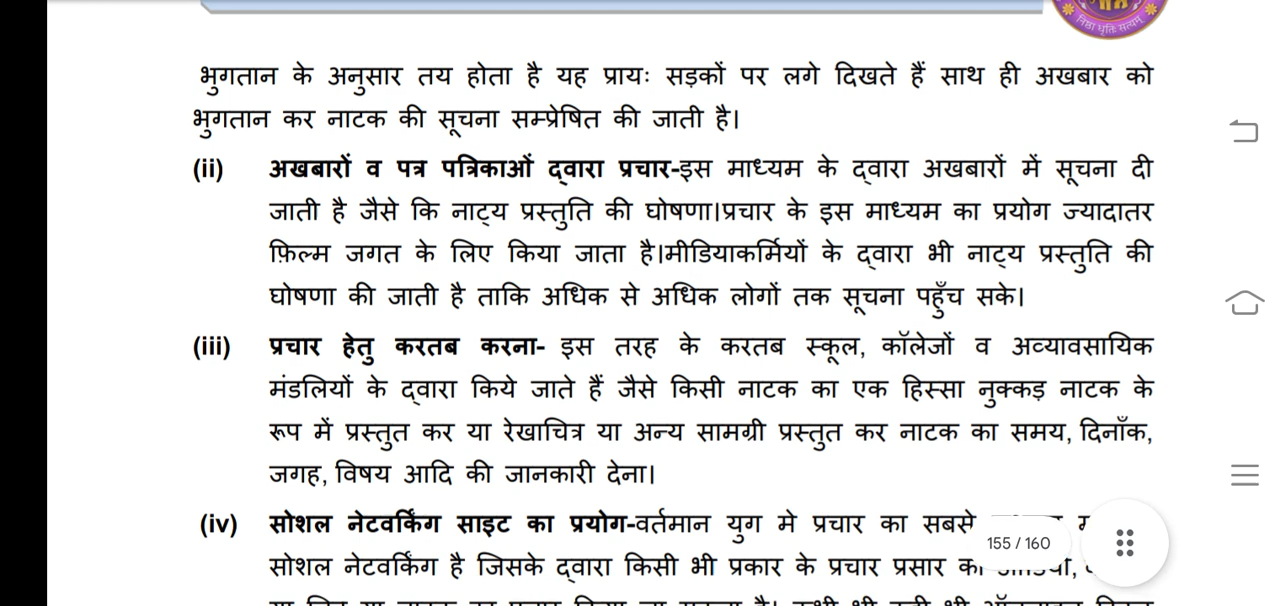 निष्ठा धृति: सत्यम्
भुगतान के अनुसार तय होता है यह प्रायः सड़कों पर लगे दिखते हैं साथ ही अखबार को
भुगतान कर नाटक की सूचना सम्प्रेषित की जाती है।
(ii) अखबारों व पत्र पत्रिकाओं द्वारा प्रचार-इस माध्यम के द्वारा अखबारों में सूचना दी
जाती है जैसे कि नाट्य प्रस्तुति की घोषणा।प्रचार के इस माध्यम का प्रयोग ज्यादातर
फ़िल्म जगत के लिए किया जाता है।मीडियाकर्मियों के द्वारा भी नाट्य प्रस्तुति की
घोषणा की जाती है ताकि अधिक से अधिक लोगों तक सूचना पहुँच सके।
(iii) प्रचार हेतु करतब करना- इस तरह के करतब स्कूल, कॉलेजों व अव्यावसायिक
मंडलियों के द्वारा किये जाते हैं जैसे किसी नाटक का एक हिस्सा नुक्कड़ नाटक के
रूप में प्रस्तुत कर या रेखाचित्र या अन्य सामग्री प्रस्तुत कर नाटक का समय, दिनाँक,
जगह, विषय आदि की जानकारी देना।
(iv) सोशल नेटवर्किंग साइट का प्रयोग-वर्तमान युग मे प्रचार का सबसे
155 / 160
सोशल नेटवर्किंग है जिसके द्वारा किसी भी प्रकार के प्रचार प्रसार का